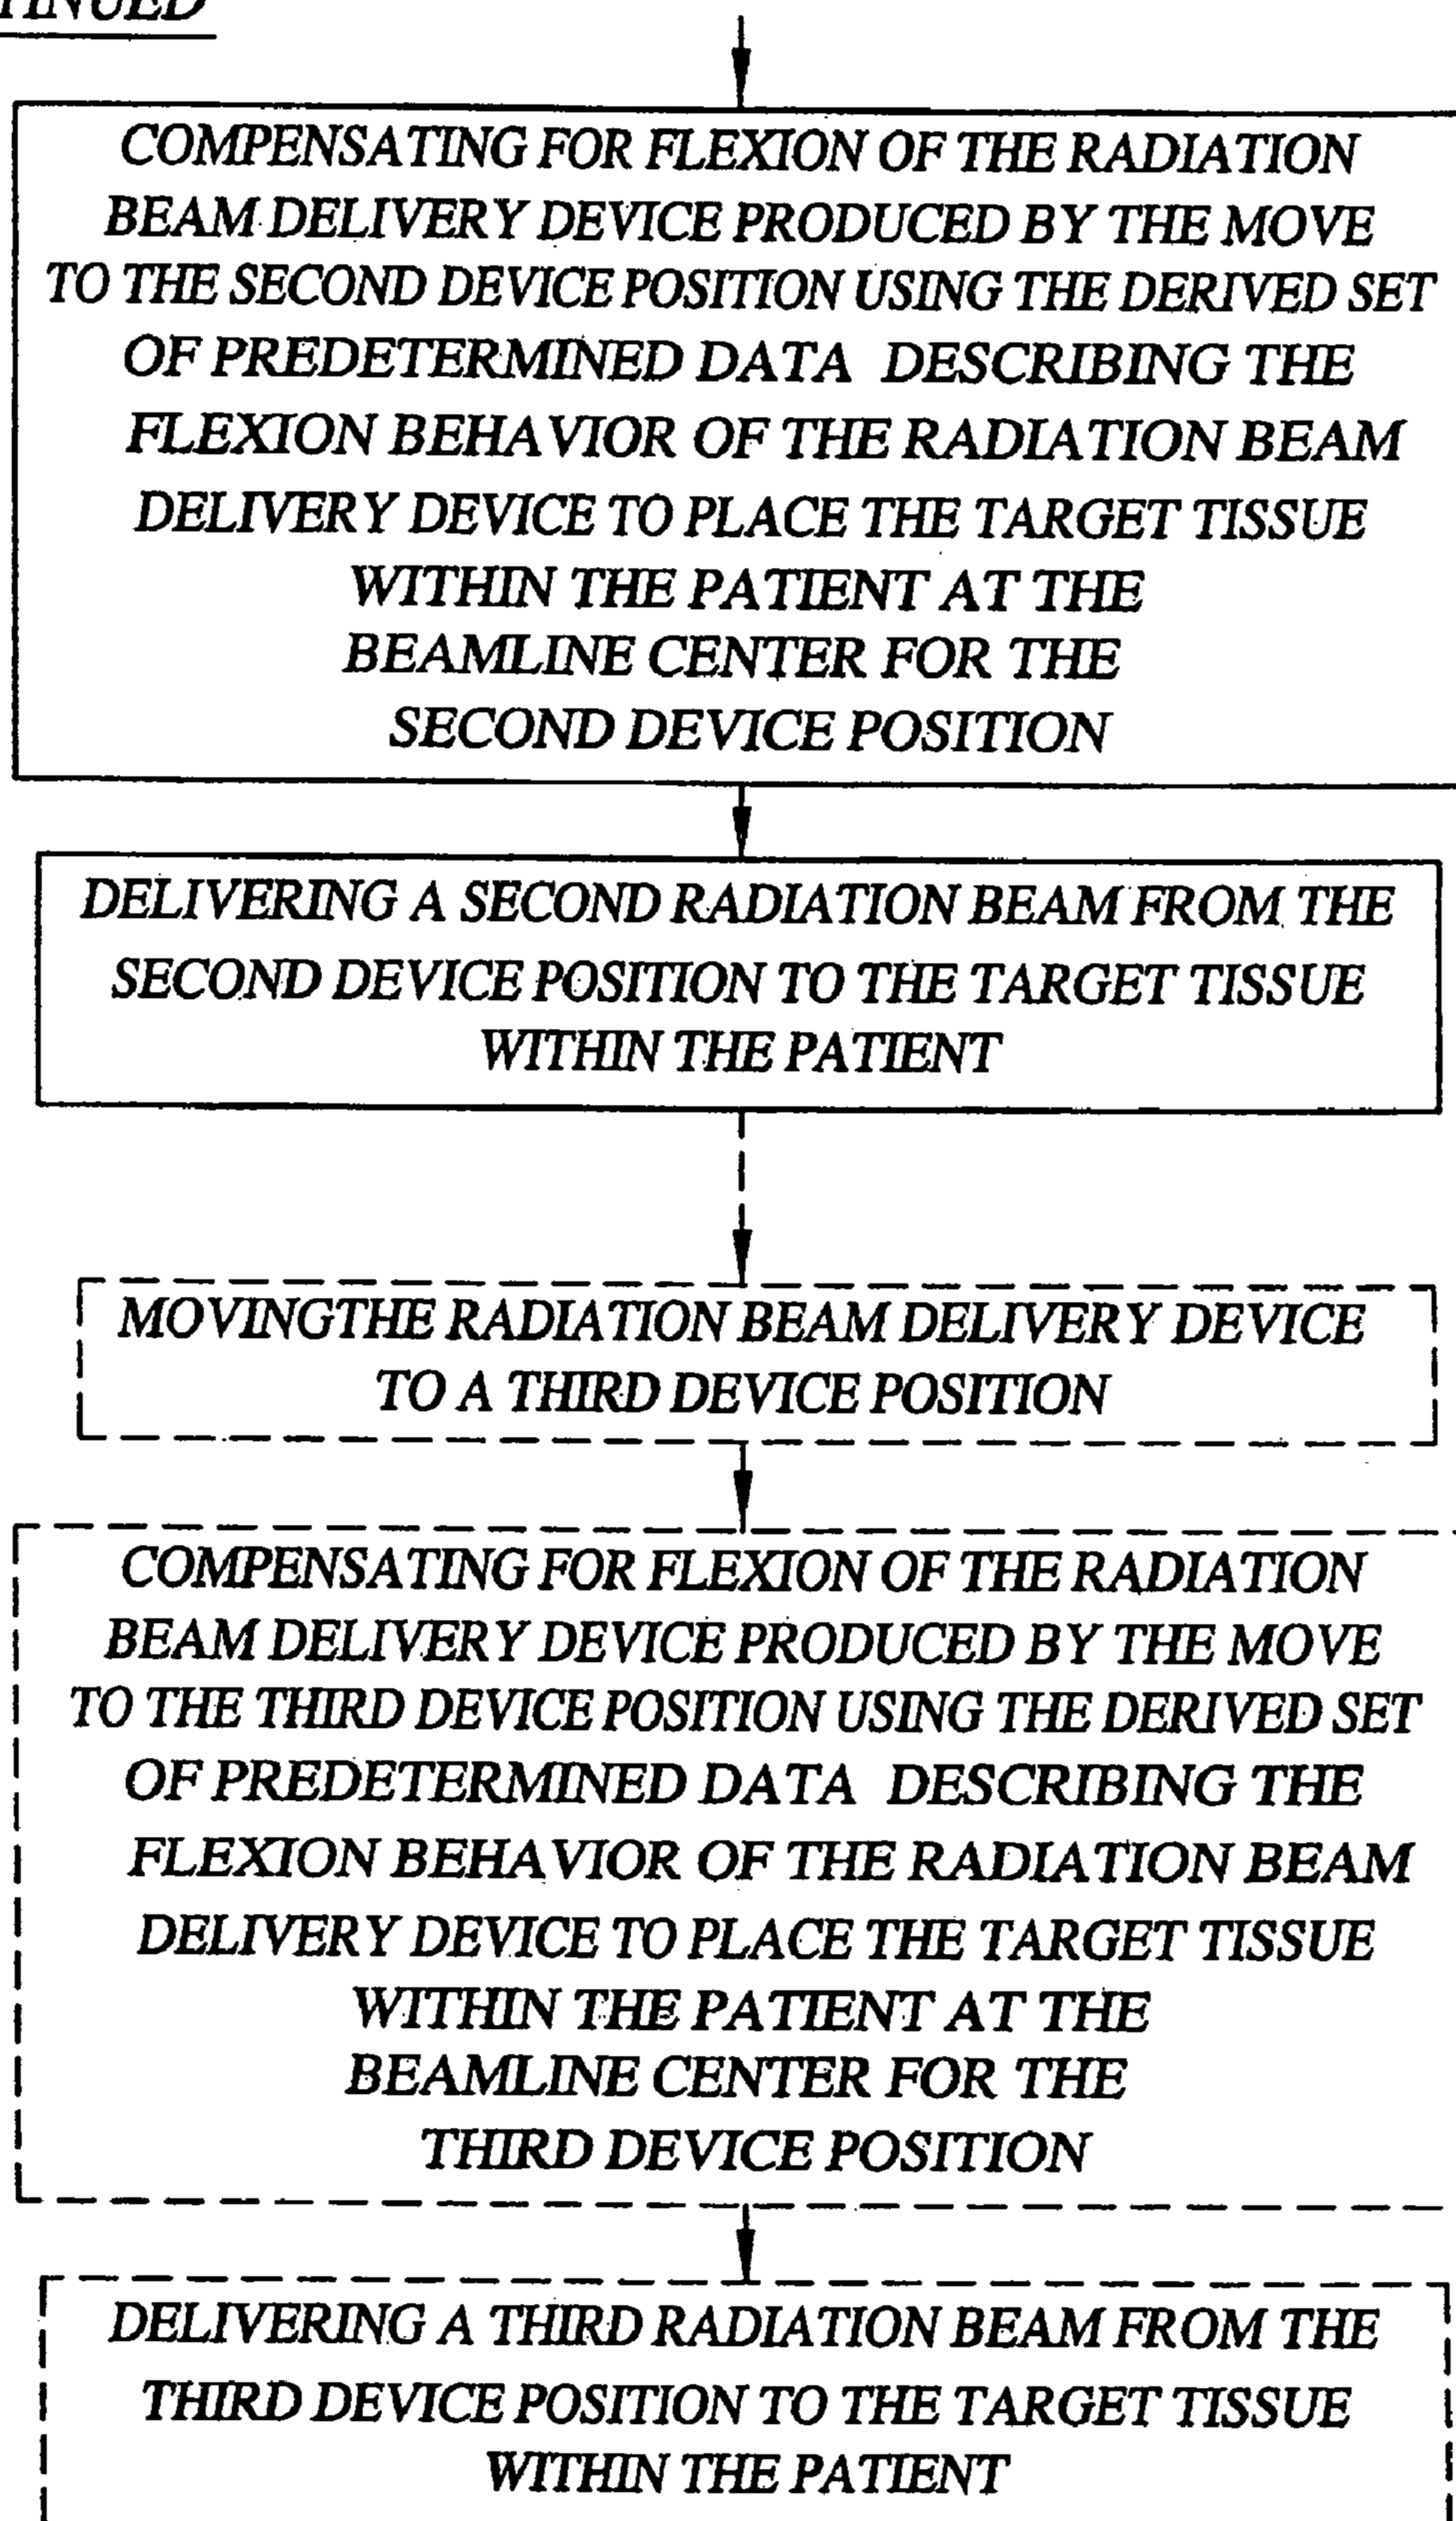 TINUED
COMPENSATING FOR FLEXION OF THE RADIATION
BEAM DELIVERY DEVICE PRODUCED BY THE MOVE
TO THE SECOND DEVICE POSITION USING THE DERIVED SET
OF PREDETERMINED DATA DESCRIBING THE
FLEXION BEHAVIOR OF THE RADIATION BEAM
DELIVERY DEVICE TO PLACE THE TARGET TISSUE
WITHIN THE PATIENT AT THE
BEAMLINE CENTER FOR THE
SECOND DEVICE POSITION
DELIVERING A SECOND RADIATION BEAM FROM THE
SECOND DEVICE POSITION TO THE TARGET TISSUE
WITHIN THE PATIENT
MOVINGTHE RADIATION BEAM DELIVERY DEVICE
TO A THIRD DEVICE POSITION
COMPENSATING FOR FLEXION OF THE RADIATION
BEAM DELIVERY DEVICE PRODUCED BY THE MOVE
TO THE THIRD DEVICE POSITION USING THE DERIVED SET
OF PREDETERMINED DATA DESCRIBING THE
FLEXION BEHAVIOR OF THE RADIATION BEAM
DELIVERY DEVICE TO PLACE THE TARGET TISSUE
WITHIN THE PATIENT AT THE
BEAMLINE CENTER FOR THE
THIRD DEVICE POSITION
DELIVERING A THIRD RADIATION BEAM FROM THE
THIRD DEVICE POSITION TO THE TARGET TISSUE
WITHIN THE PATIENT